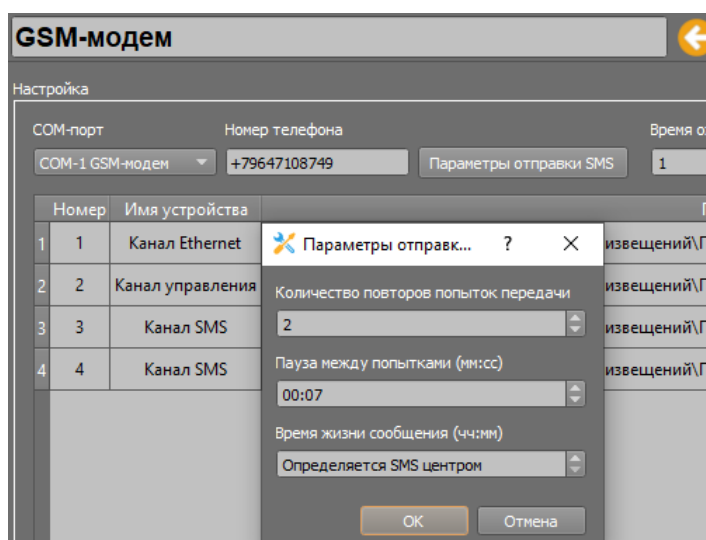 GSM-модем
Настройка
COM-порт Номер телефона Время
COM-1 GSM-модем +79647108749 Параметры отправки SMS 1
Номер Имя устройства
1 1 Канал Ethernet
2 2 Канал управления
3 3 Канал SMS
4 4 Канал SMS
Параметры отправк... ? ×
Количество повторов попыток передачи
2
Пауза между попытками (мм:сс)
00:07
Время жизни сообщения (чч:мм)
Определяется SMS центром
OK Отмена
извещений\П
извещений\П
извещений\П
извещений\П